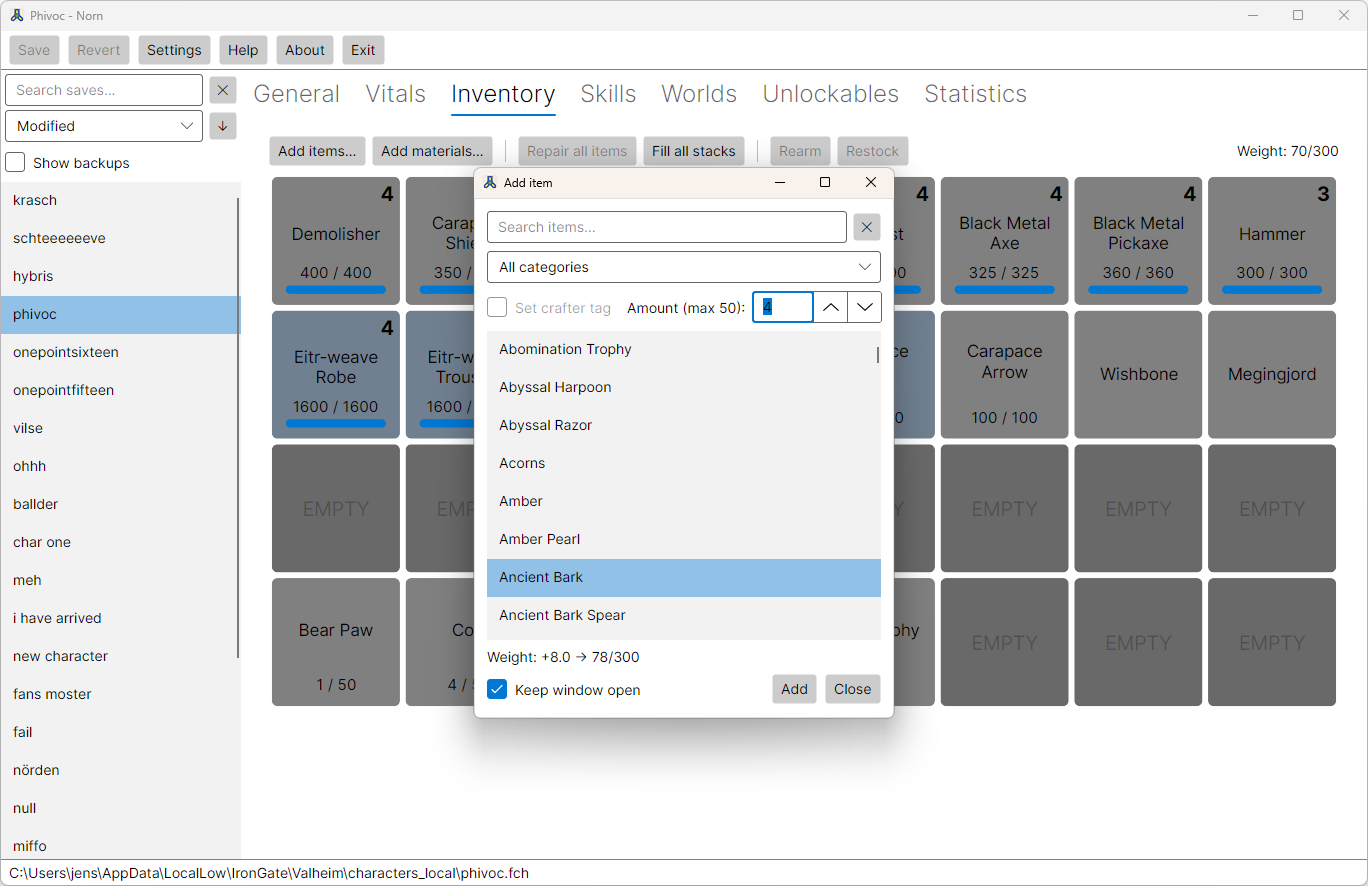 Phivoc - Norn
Save Revert Settings Help About Exit
Search saves...
Modified
Show backups
krasch
schteeeeeeve
hybris
phivoc
onepointsixteen
onepointfifteen
vilse
ohhh
ballder
char one
meh
i have arrived
new character
fans moster
fail
nörden
null
miffo
General Vitals Inventory Skills Worlds Unlockables Statistics
Add items... Add materials... Repair all items Fill all stacks Rearm Restock Weight: 70/300
4
Demolisher
400 / 400
350 /
4
4
Black Metal
Axe
325 / 325
4
Black Metal
Pickaxe
360 / 360
3
Hammer
300 / 300
4
Eitr-weave
Robe
1600 / 1600
1600 /
Carapace
Arrow
100 / 100
Wishbone
Megingjord
EMPTY
EMPTY
EMPTY
EMPTY
Bear Paw
1 / 50
4 /
EMPTY
EMPTY
EMPTY
Add item
Search items...
All categories
Set crafter tag Amount (max 50): 4
Abomination Trophy
Abyssal Harpoon
Abyssal Razor
Acorns
Amber
Amber Pearl
Ancient Bark
Ancient Bark Spear
Weight: +8.0 → 78/300
Keep window open Add Close
C:\Users\jens\AppData\LocalLow\IronGate\Valheim\characters_local\phivoc.fch